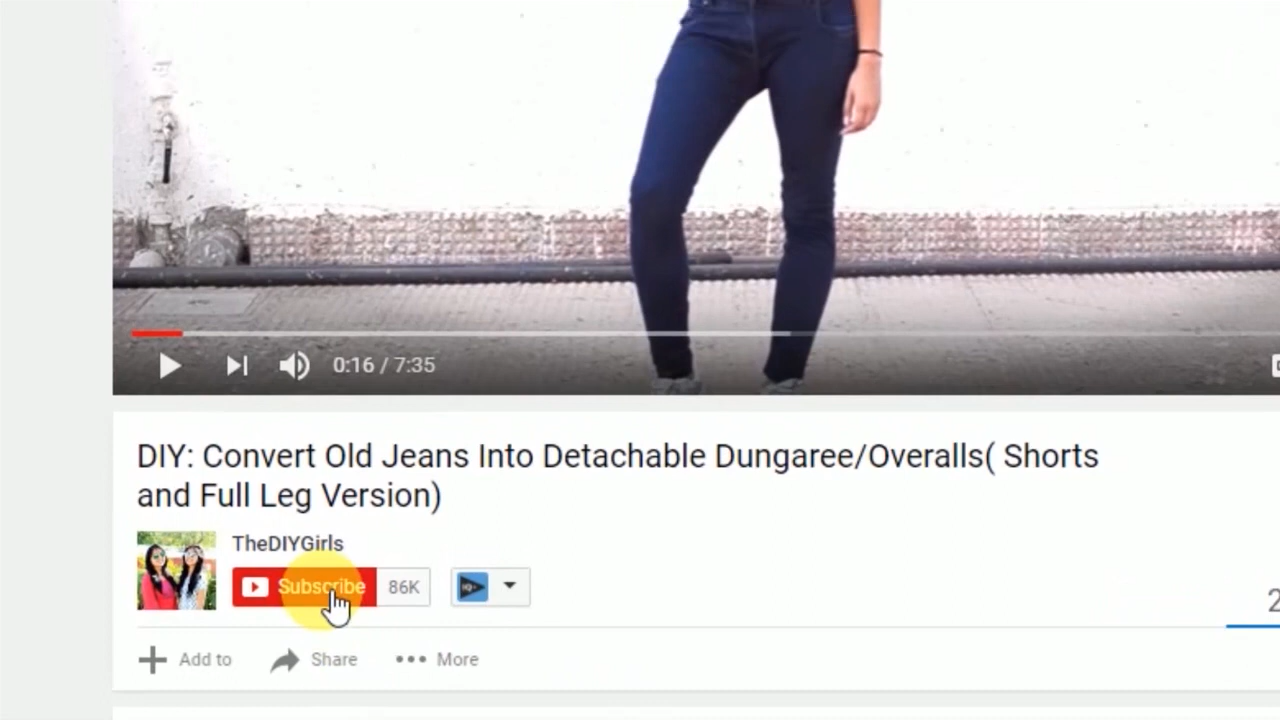 0:16 / 7:35
DIY: Convert Old Jeans Into Detachable Dungaree/Overalls( Shorts
and Full Leg Version)
TheDIYGirls
Subscribe 86K
2
Add to Share More